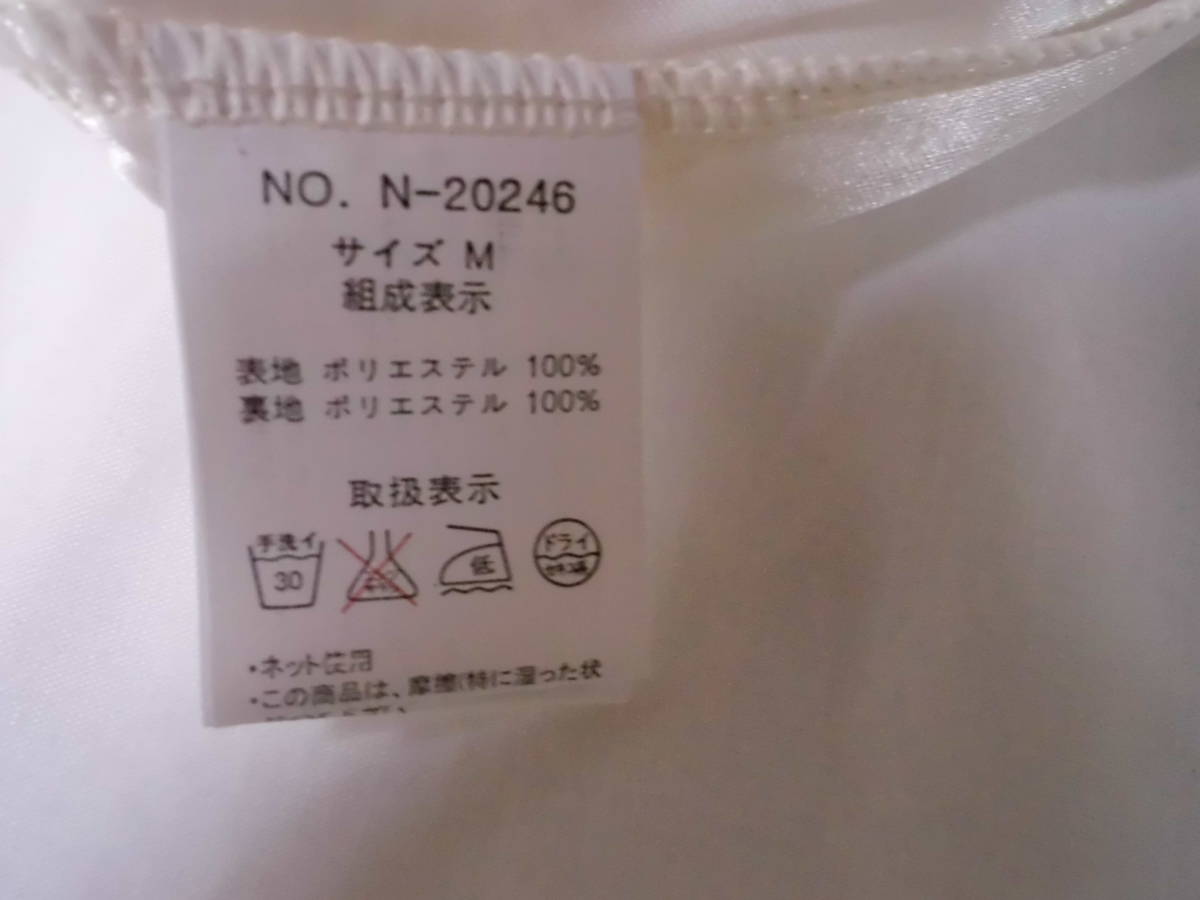 NO. N-20246
サイズ M
組成表示
表地 ポリエステル 100%
裏地 ポリエステル 100%
取扱表示
手洗イ 30
低
ドライ
・ネット使用
・この商品は、摩擦(特に湿った状